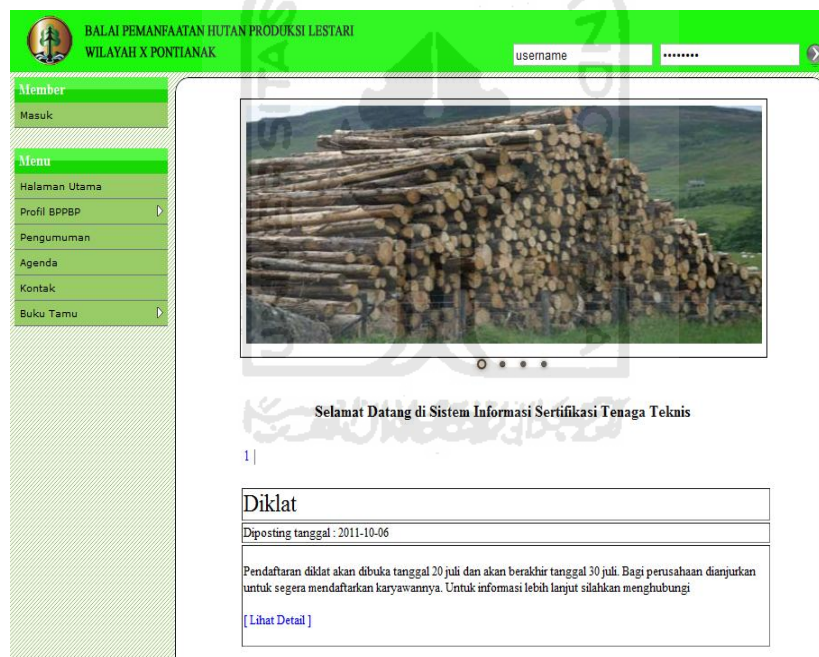 BALAI PEMANFAATAN HUTAN PRODUKSI LESTARI
WILAYAH X PONTIANAK
username
••••••••
Member
Masuk
Menu
Halaman Utama
Profil BPPBP
Pengumuman
Agenda
Kontak
Buku Tamu
Selamat Datang di Sistem Informasi Sertifikasi Tenaga Teknis
1 |
Diklat
Diposting tanggal : 2011-10-06
Pendaftaran diklat akan dibuka tanggal 20 juli dan akan berakhir tanggal 30 juli. Bagi perusahaan dianjurkan
untuk segera mendaftarkan karyawannya. Untuk informasi lebih lanjut silahkan menghubungi
[ Lihat Detail ]